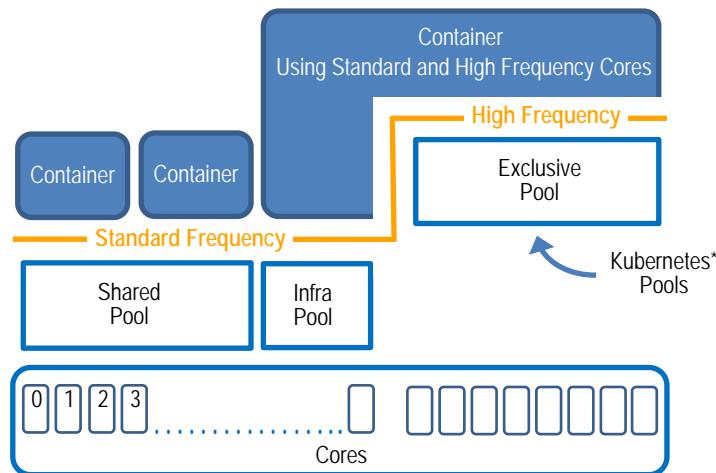 Container
Using Standard and High Frequency Cores
High Frequency
Container
Container
Exclusive
Pool
Standard Frequency
Kubernetes*
Pools
Shared
Pool
Infra
Pool
0 1 2 3
Cores